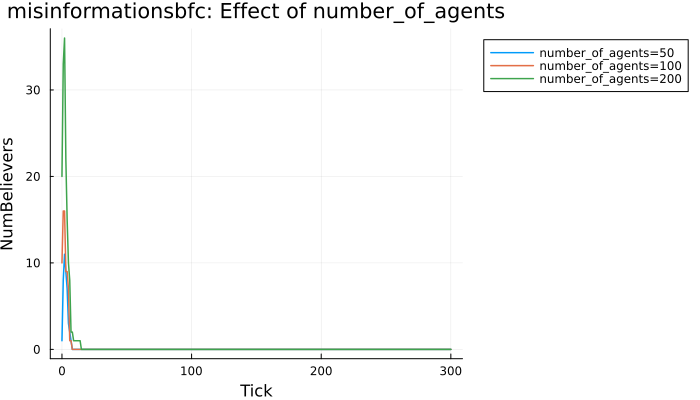 misinformationsbfc: Effect of number_of_agents
number_of_agents=50
number_of_agents=100
number_of_agents=200
NumBelievers
30
20
10
0
0 100 200 300
Tick